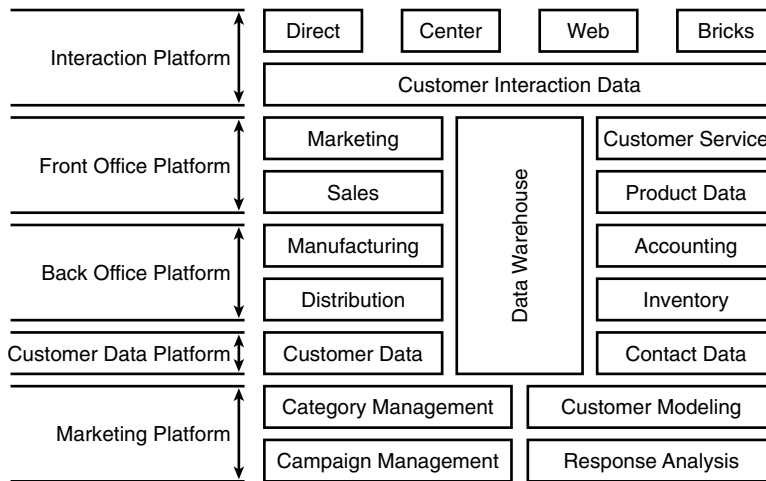 Direct
Center
Web
Bricks
Interaction Platform
Customer Interaction Data
Marketing
Customer Service
Front Office Platform
Sales
Product Data
Data Warehouse
Manufacturing
Accounting
Back Office Platform
Distribution
Inventory
Customer Data Platform
Customer Data
Contact Data
Category Management
Customer Modeling
Marketing Platform
Campaign Management
Response Analysis